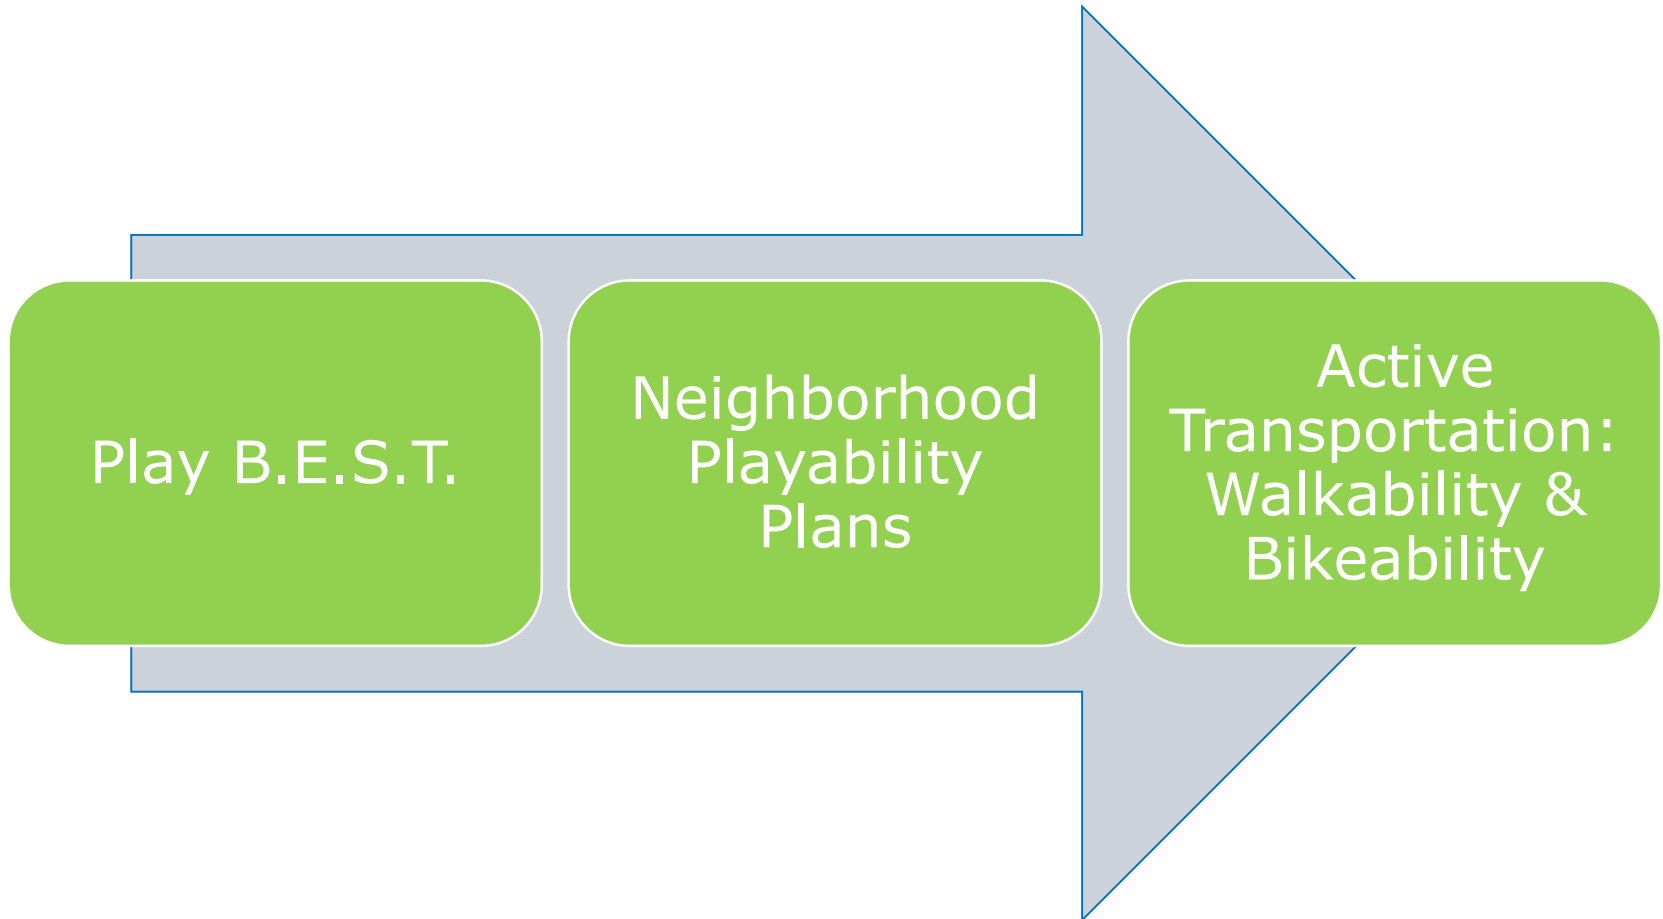 Play B.E.S.T.
Neighborhood
Playability
Plans
Active
Transportation:
Walkability &
Bikeability